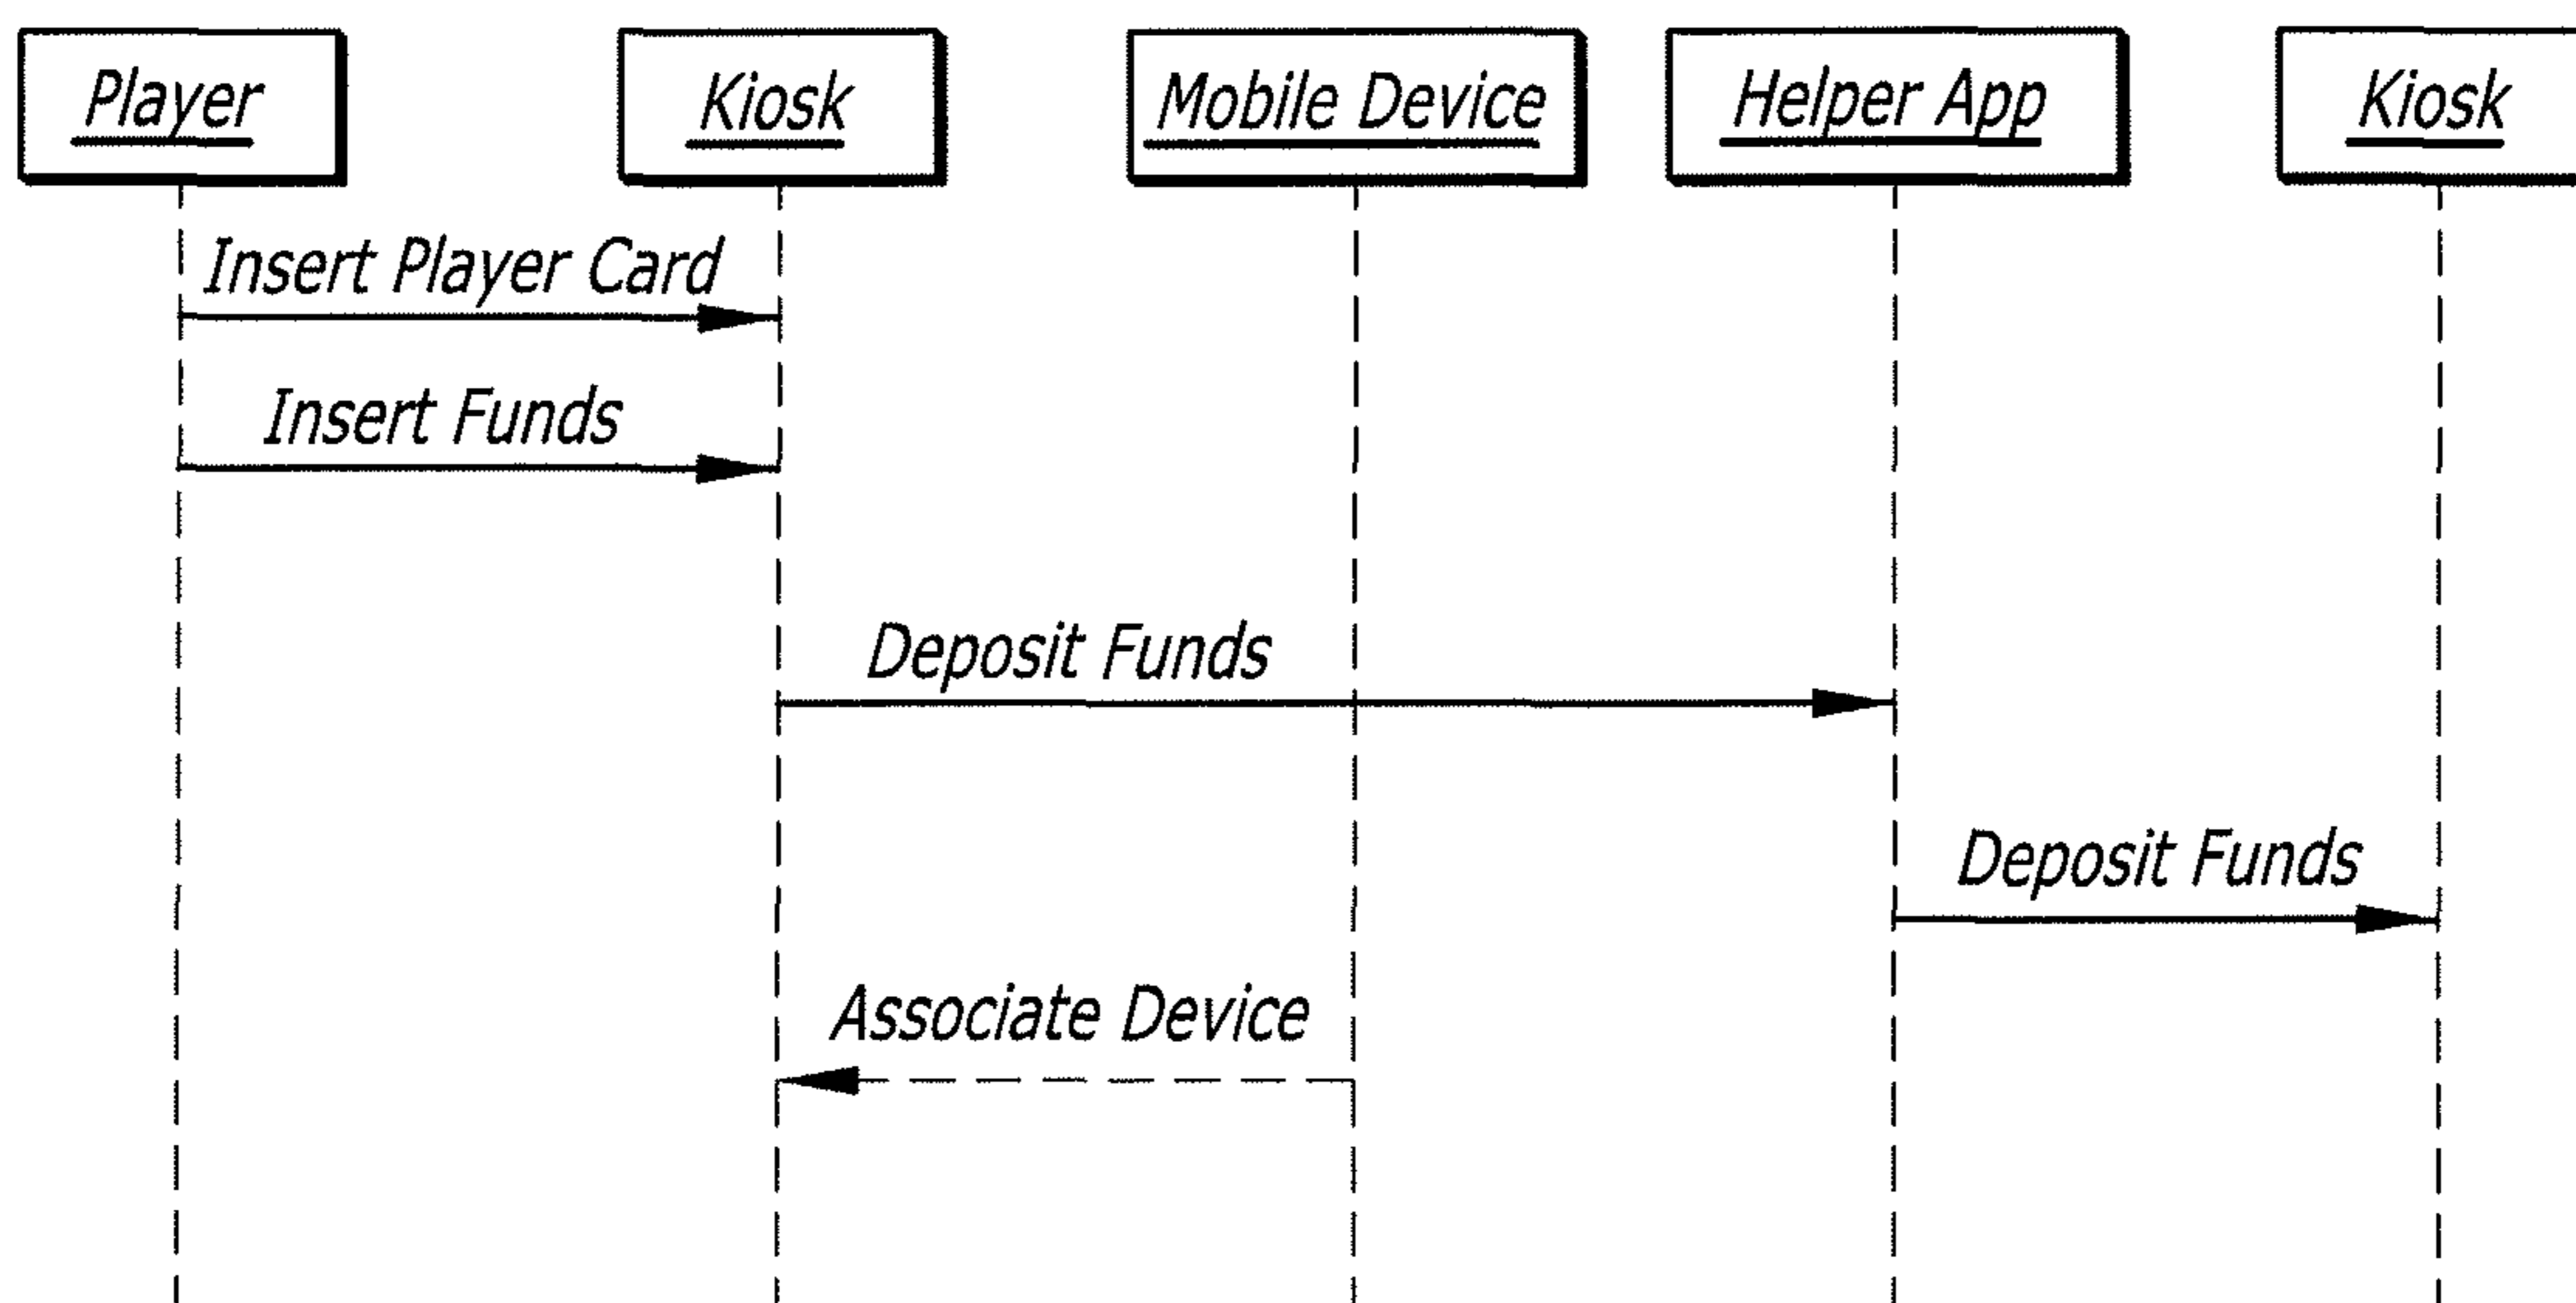 Player
Kiosk
Mobile Device
Helper App
Kiosk
Insert Player Card
Insert Funds
Deposit Funds
Deposit Funds
Associate Device